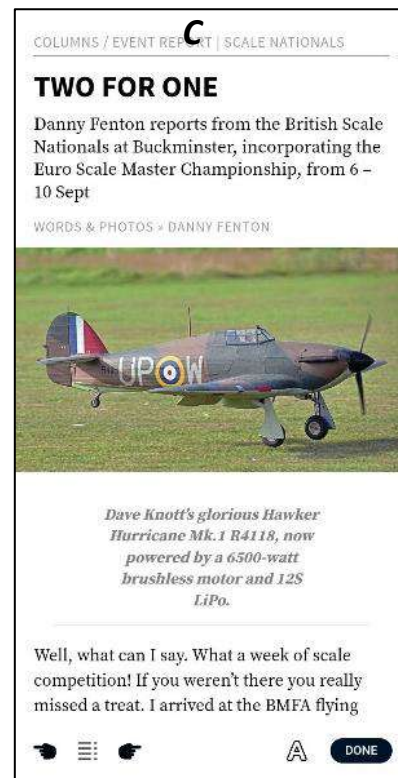 C
COLUMNS / EVENT REPORT | SCALE NATIONALS
TWO FOR ONE
Danny Fenton reports from the British Scale
Nationals at Buckminster, incorporating the
Euro Scale Master Championship, from 6 –
10 Sept
WORDS & PHOTOS » DANNY FENTON
UP W
Dave Knott's glorious Hawker
Hurricane Mk.1 R4118, now
powered by a 6500-watt
brushless motor and 12S
LiPo.
Well, what can I say. What a week of scale
competition! If you weren't there you really
missed a treat. I arrived at the BMFA flying
A
DONE